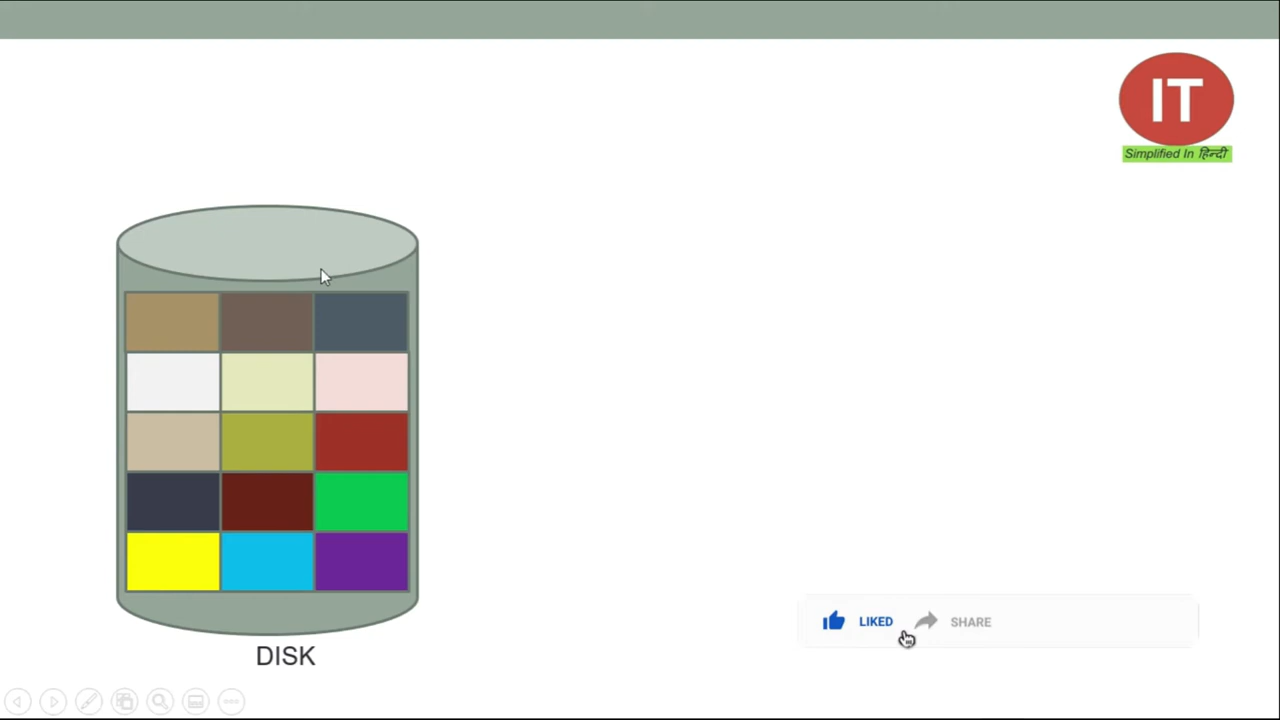 IT
Simplified In हिन्दी
LIKED
SHARE
DISK